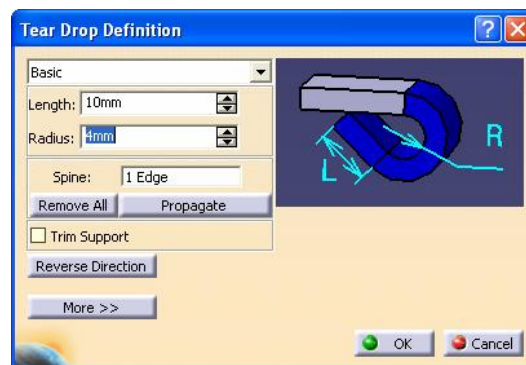 Tear Drop Definition
Basic
Length: 10mm
Radius: 4mm
Spine: 1 Edge
Remove All Propagate
Trim Support
Reverse Direction
More >>
L
R
OK Cancel